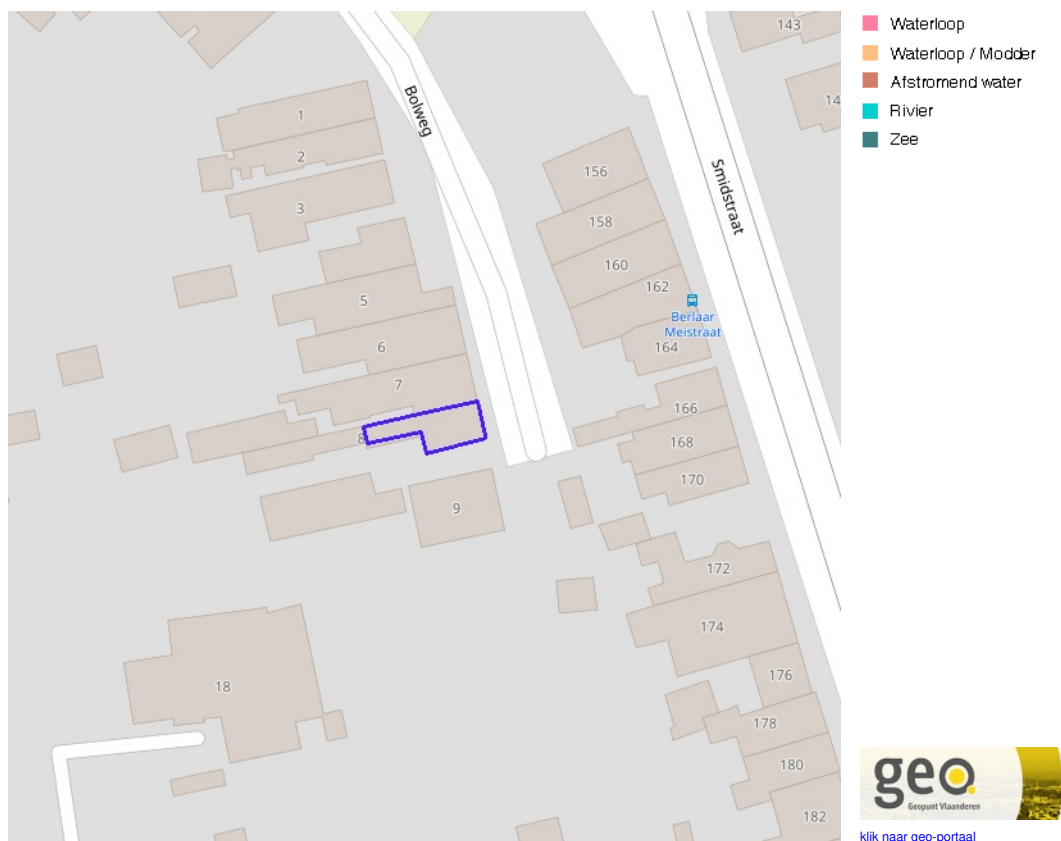 143
14
Bolweg
1
2
3
5
6
7
8
9
156
158
160
162
164
Smidstraat
Berlaar
Meistraat
166
168
170
172
174
176
178
180
182
18
Waterloop
Waterloop / Modder
Afstromend water
Rivier
Zee
geo
Geopunt Vlaanderen
klik naar geo-portaal